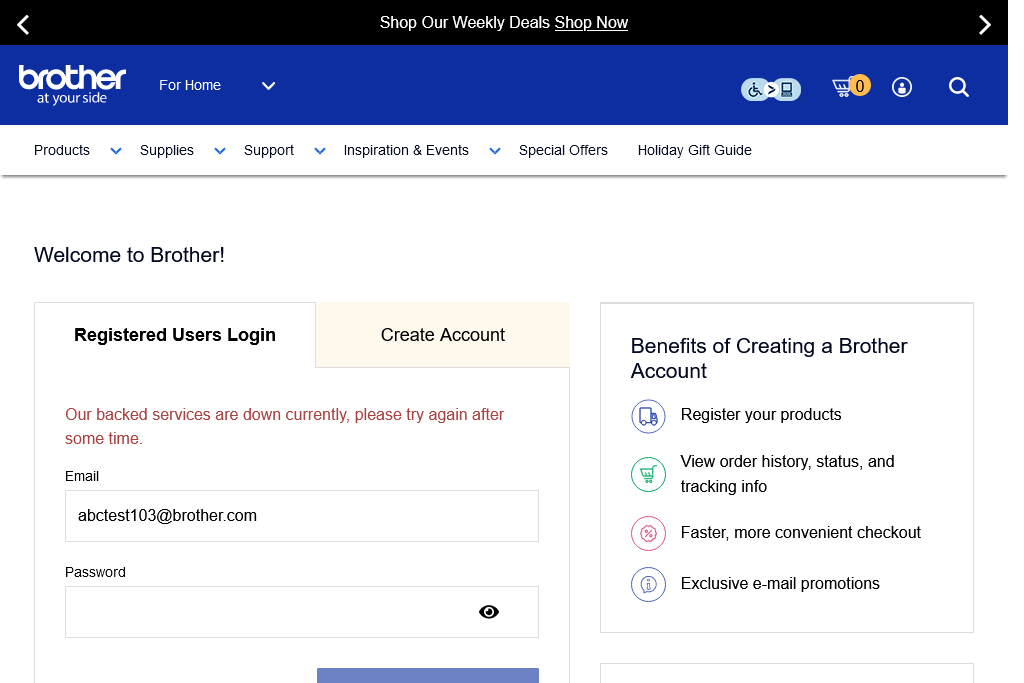 Shop Our Weekly Deals Shop Now
brother
at your side
For Home
0
Products
Supplies
Support
Inspiration & Events
Special Offers
Holiday Gift Guide
Welcome to Brother!
Registered Users Login
Create Account
Our backed services are down currently, please try again after
some time.
Email
abctest103@brother.com
Password
Benefits of Creating a Brother
Account
Register your products
View order history, status, and
tracking info
Faster, more convenient checkout
Exclusive e-mail promotions